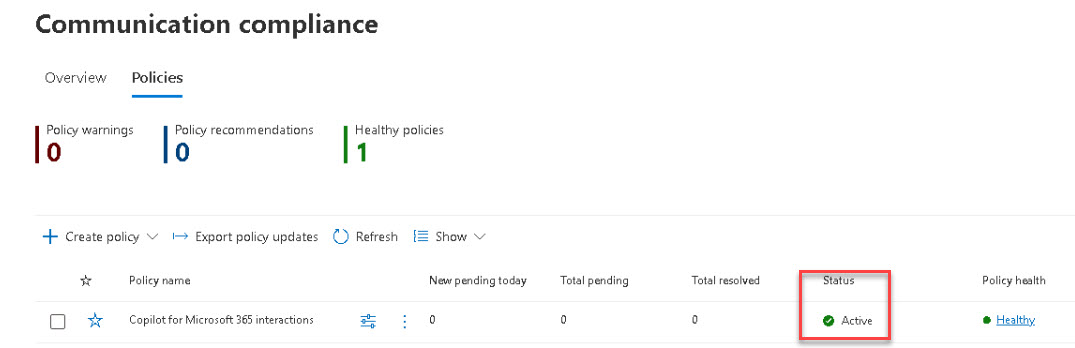 Communication compliance
Overview Policies
Policy warnings Policy recommendations Healthy policies
0 0 1
Create policy Export policy updates Refresh Show
Policy name New pending today Total pending Total resolved Status Policy health
Copilot for Microsoft 365 interactions 0 0 0 Active Healthy